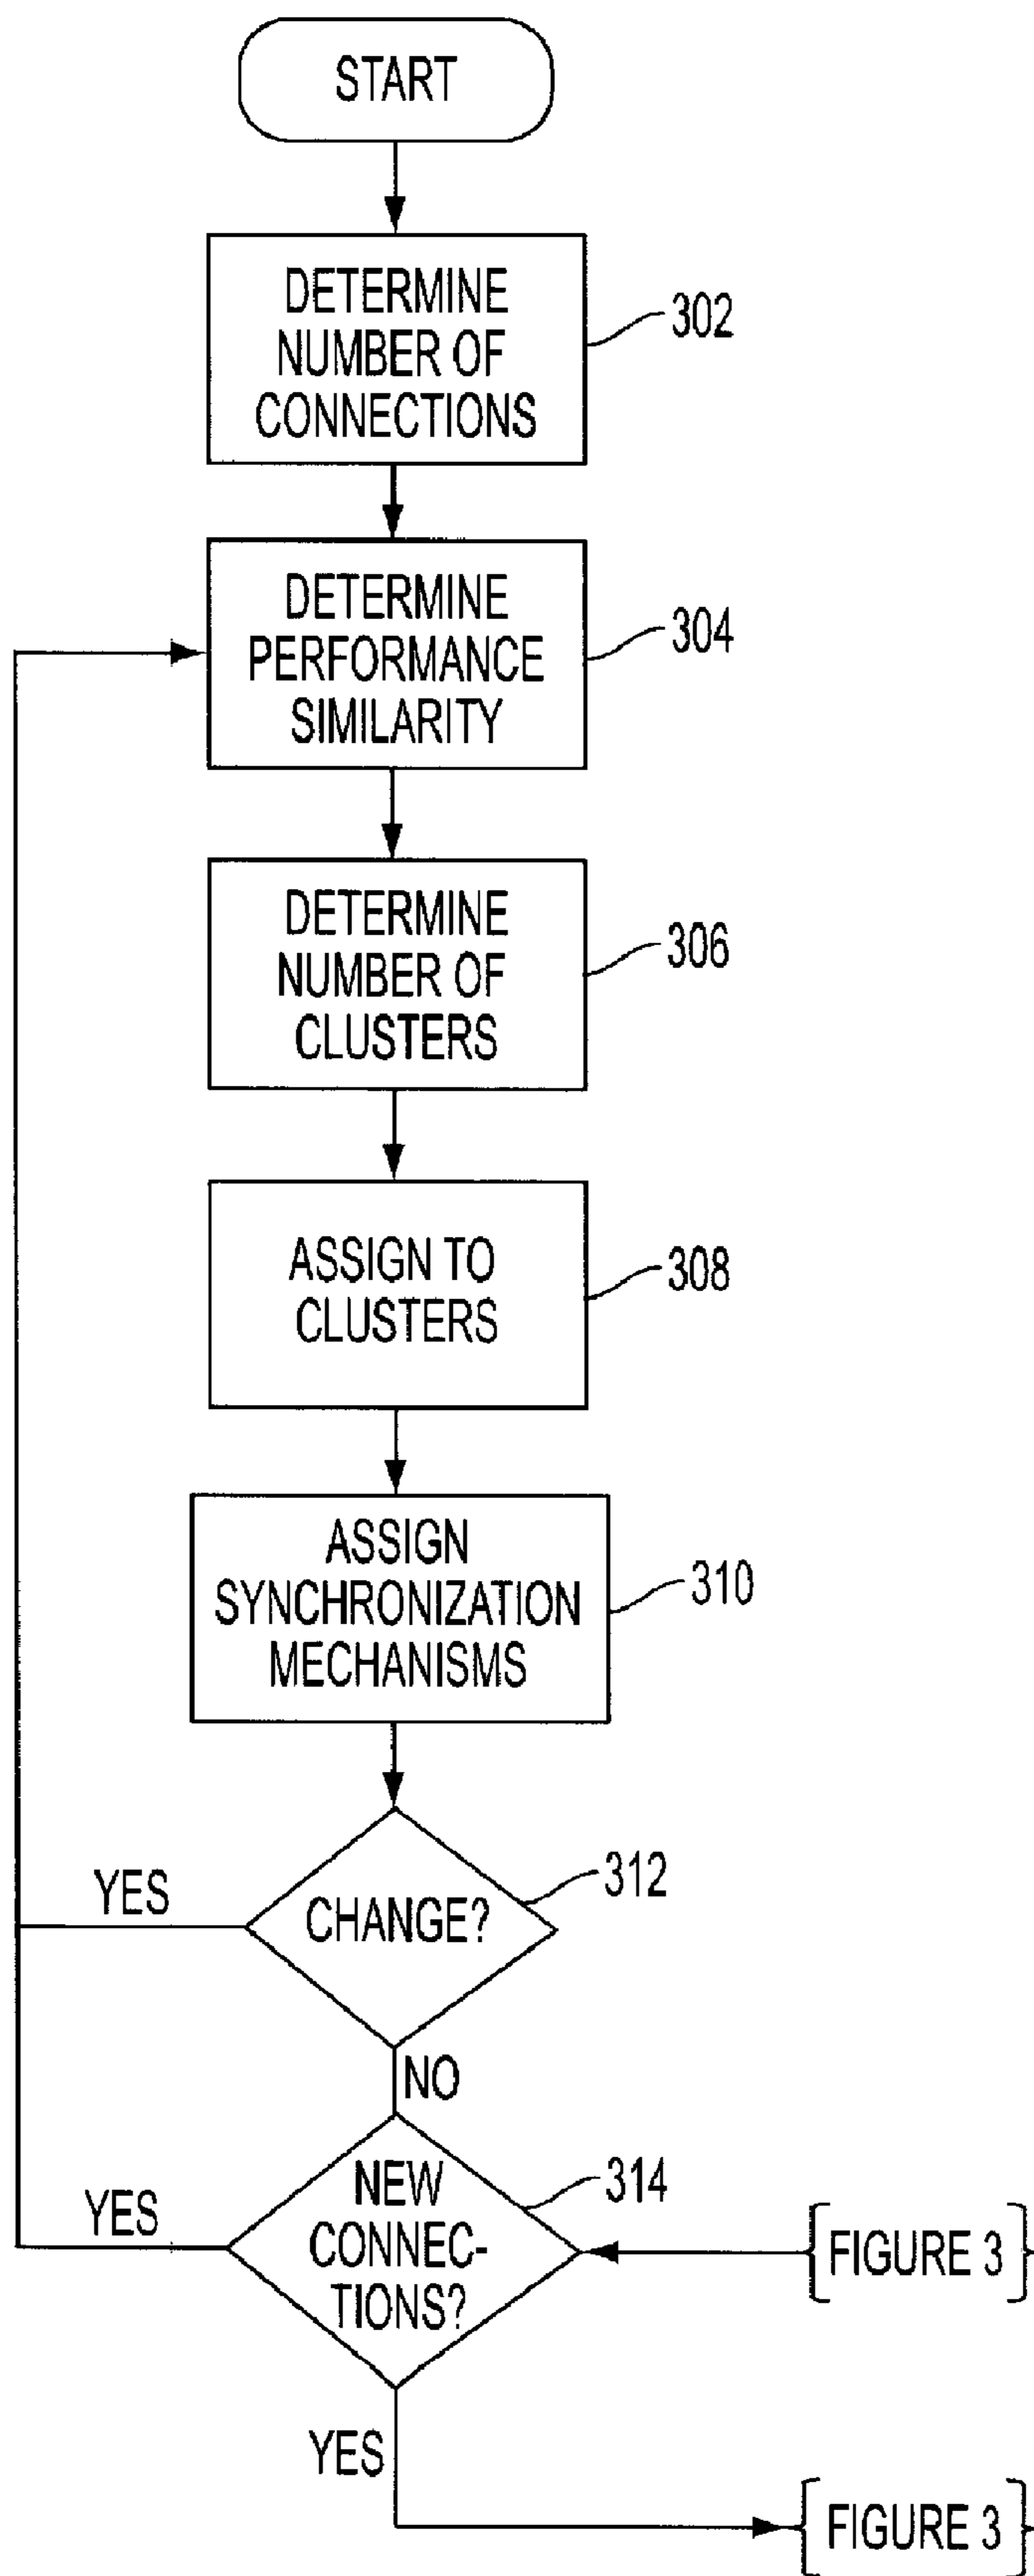 START
DETERMINE
NUMBER OF
CONNECTIONS
302
DETERMINE
PERFORMANCE
SIMILARITY
304
DETERMINE
NUMBER OF
CLUSTERS
306
ASSIGN TO
CLUSTERS
308
ASSIGN
SYNCHRONIZATION
MECHANISMS
310
YES
CHANGE?
312
NO
YES
NEW
CONNEC-
TIONS?
314
{FIGURE 3}
YES
{FIGURE 3}